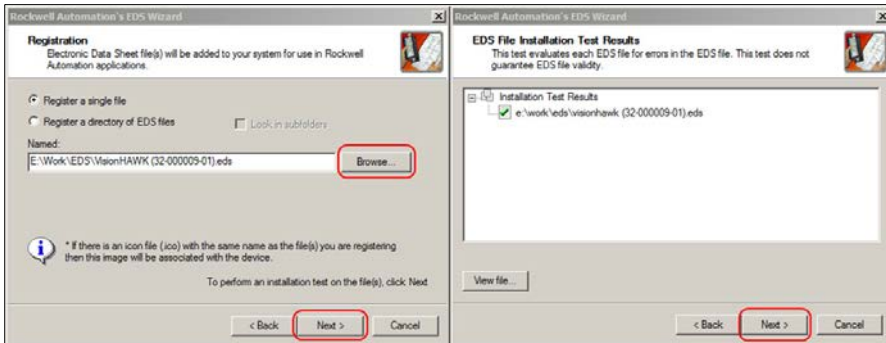 Rockwell Automation's EDS Wizard
Registration
Electronic Data Sheet file(s) will be added to your system for use in Rockwell
Automation applications.
Register a single file
Register a directory of EDS files
Look in subfolders
Named:
E:\Work\EDS\VisionHAWK (32-000009-01).eds
Browse...
* If there is an icon file (.ico) with the same name as the file(s) you are registering
then this image will be associated with the device.
To perform an installation test on the file(s), click Next
< Back
Next >
Cancel
Rockwell Automation's EDS Wizard
EDS File Installation Test Results
This test evaluates each EDS file for errors in the EDS file. This test does not
guarantee EDS file validity.
Installation Test Results
e:\work\eds\visionhawk (32-000009-01).eds
View file...
< Back
Next >
Cancel